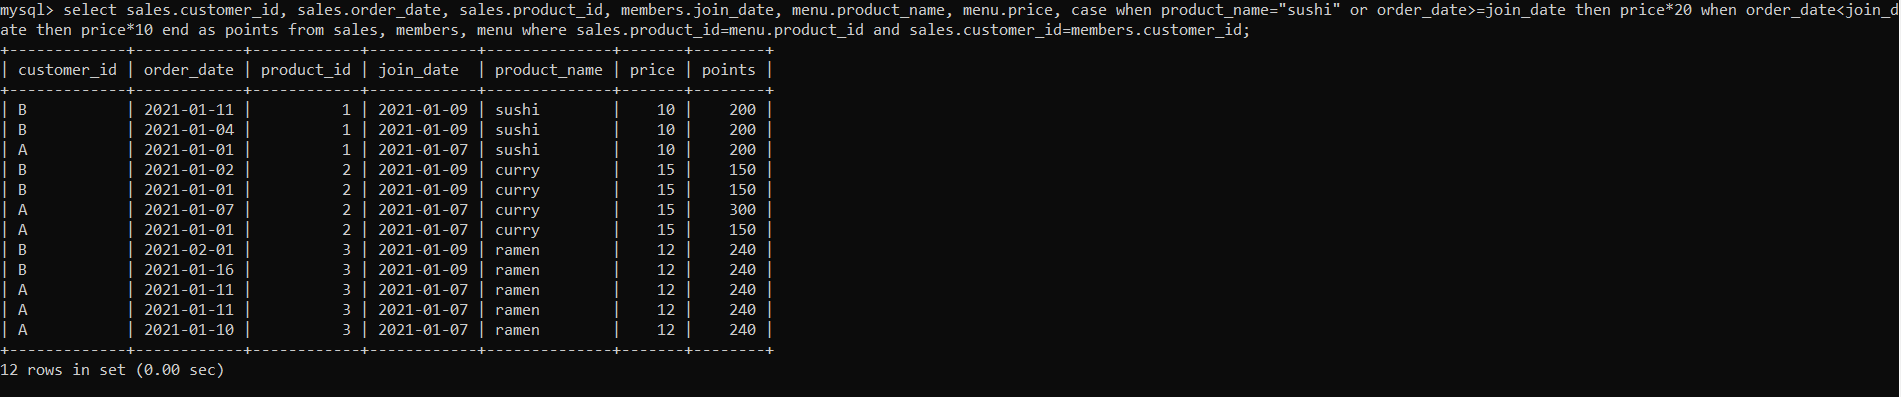 mysql> select sales.customer_id, sales.order_date, sales.product_id, members.join_date, menu.product_name, menu.price, case when product_name="sushi" or order_date>=join_date then price*20 when order_date<join_d
ate then price*10 end as points from sales, members, menu where sales.product_id=menu.product_id and sales.customer_id=members.customer_id;
+-------------+------------+------------+------------+--------------+-------+--------+
| customer_id | order_date | product_id | join_date  | product_name | price | points |
+-------------+------------+------------+------------+--------------+-------+--------+
| B           | 2021-01-11 |          1 | 2021-01-09 | sushi        |    10 |    200 |
| B           | 2021-01-04 |          1 | 2021-01-09 | sushi        |    10 |    200 |
| A           | 2021-01-01 |          1 | 2021-01-07 | sushi        |    10 |    200 |
| B           | 2021-01-02 |          2 | 2021-01-09 | curry        |    15 |    150 |
| B           | 2021-01-01 |          2 | 2021-01-09 | curry        |    15 |    150 |
| A           | 2021-01-07 |          2 | 2021-01-07 | curry        |    15 |    300 |
| A           | 2021-01-01 |          2 | 2021-01-07 | curry        |    15 |    150 |
| B           | 2021-02-01 |          3 | 2021-01-09 | ramen        |    12 |    240 |
| B           | 2021-01-16 |          3 | 2021-01-09 | ramen        |    12 |    240 |
| A           | 2021-01-11 |          3 | 2021-01-07 | ramen        |    12 |    240 |
| A           | 2021-01-11 |          3 | 2021-01-07 | ramen        |    12 |    240 |
| A           | 2021-01-10 |          3 | 2021-01-07 | ramen        |    12 |    240 |
+-------------+------------+------------+------------+--------------+-------+--------+
12 rows in set (0.00 sec)